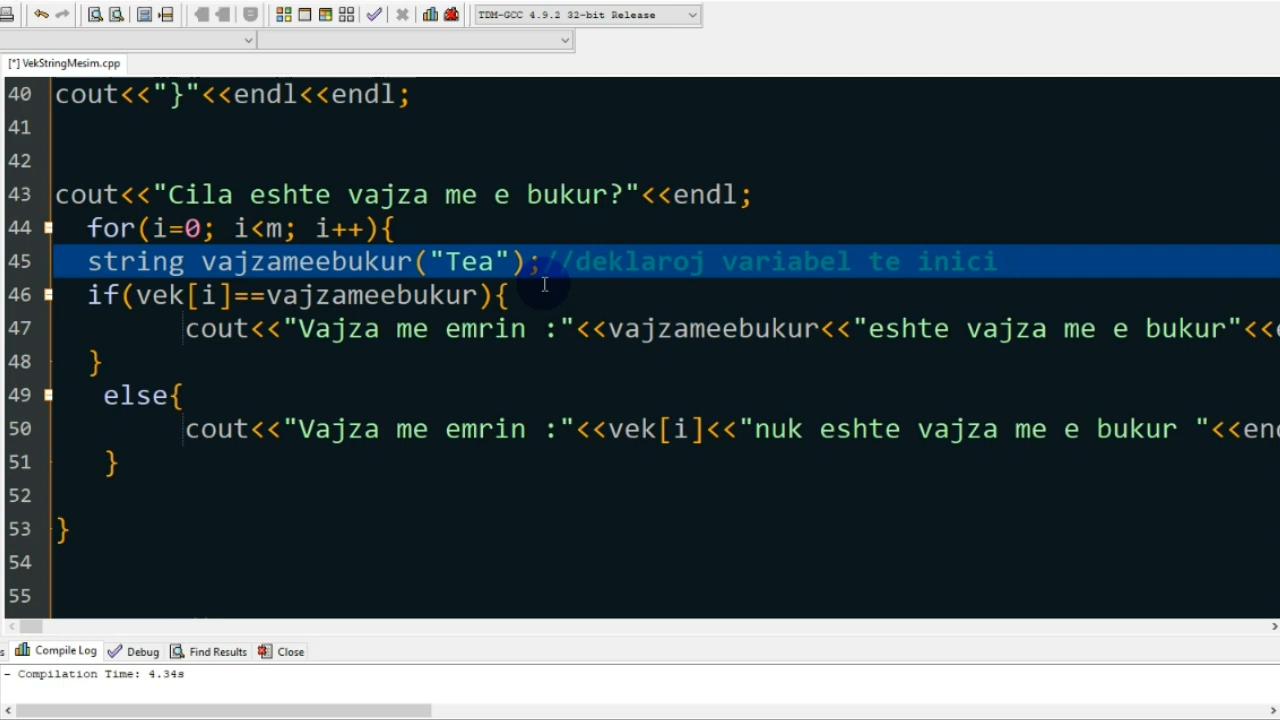 TDM-GCC 4.9.2 32-bit Release
[*] VekStringMesim.cpp
40 cout<<"}"<<endl<<endl;
41
42
43 cout<<"Cila eshte vajza me e bukur?"<<endl;
44 for(i=0; i<m; i++){
45 string vajzameebukur("Tea");//deklaroj variabel te inici
46 if(vek[i]==vajzameebukur){
47 cout<<"Vajza me emrin :"<<vajzameebukur<<"eshte vajza me e bukur"<<
48 }
49 else{
50 cout<<"Vajza me emrin :"<<vek[i]<<"nuk eshte vajza me e bukur "<<en
51 }
52
53 }
54
55
s Compile Log Debug Find Results Close
- Compilation Time: 4.34s